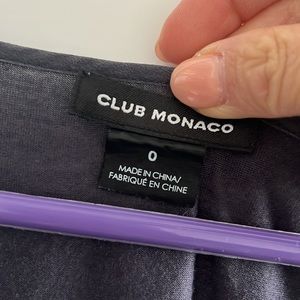 CLUB MONACO
0
MADE IN CHINA/
FABRIQUÉ EN CHINE